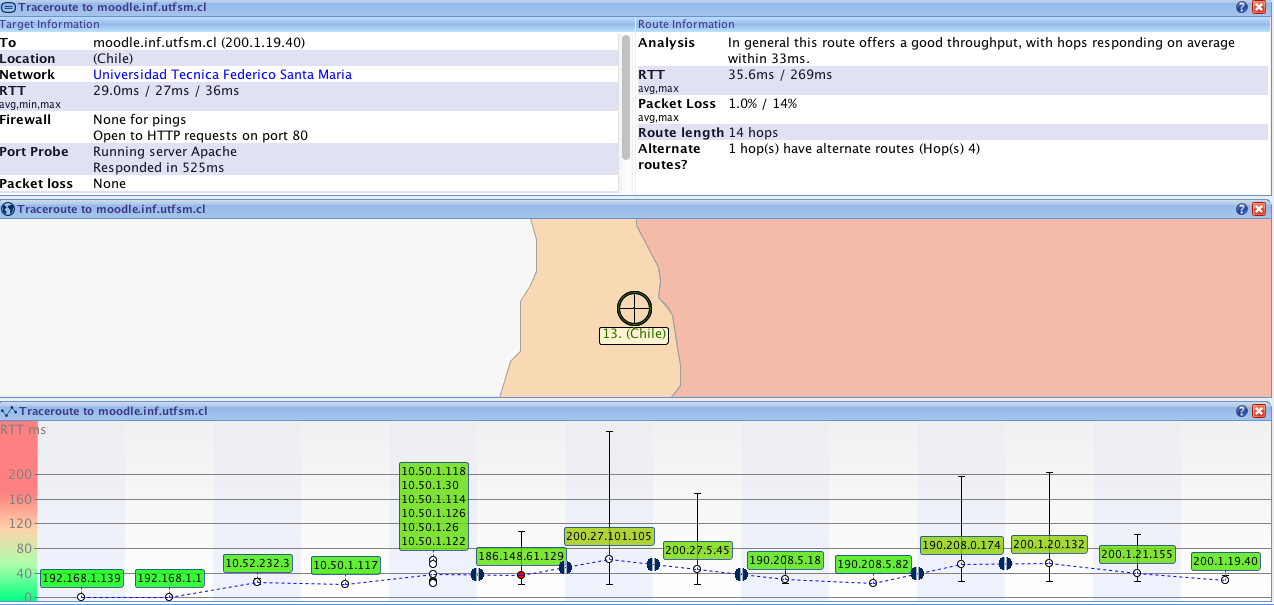 Traceroute to moodle.inf.utfsm.cl
Target Information
To moodle.inf.utfsm.cl (200.1.19.40)
Location (Chile)
Network Universidad Tecnica Federico Santa Maria
RTT 29.0ms / 27ms / 36ms
avg,min,max
Firewall None for pings
Open to HTTP requests on port 80
Port Probe Running server Apache
Responded in 525ms
Packet loss None
Route Information
Analysis In general this route offers a good throughput, with hops responding on average
within 33ms.
RTT 35.6ms / 269ms
avg,max
Packet Loss 1.0% / 14%
avg,max
Route length 14 hops
Alternate 1 hop(s) have alternate routes (Hop(s) 4)
routes?
Traceroute to moodle.inf.utfsm.cl
13. (Chile)
Traceroute to moodle.inf.utfsm.cl
RTT ms
200
160
120
80
40
0
192.168.1.139
192.168.1.1
10.52.232.3
10.50.1.117
10.50.1.118
10.50.1.30
10.50.1.114
10.50.1.126
10.50.1.26
10.50.1.122
186.148.61.129
200.27.101.105
200.27.5.45
190.208.5.18
190.208.5.82
190.208.0.174
200.1.20.132
200.1.21.155
200.1.19.40